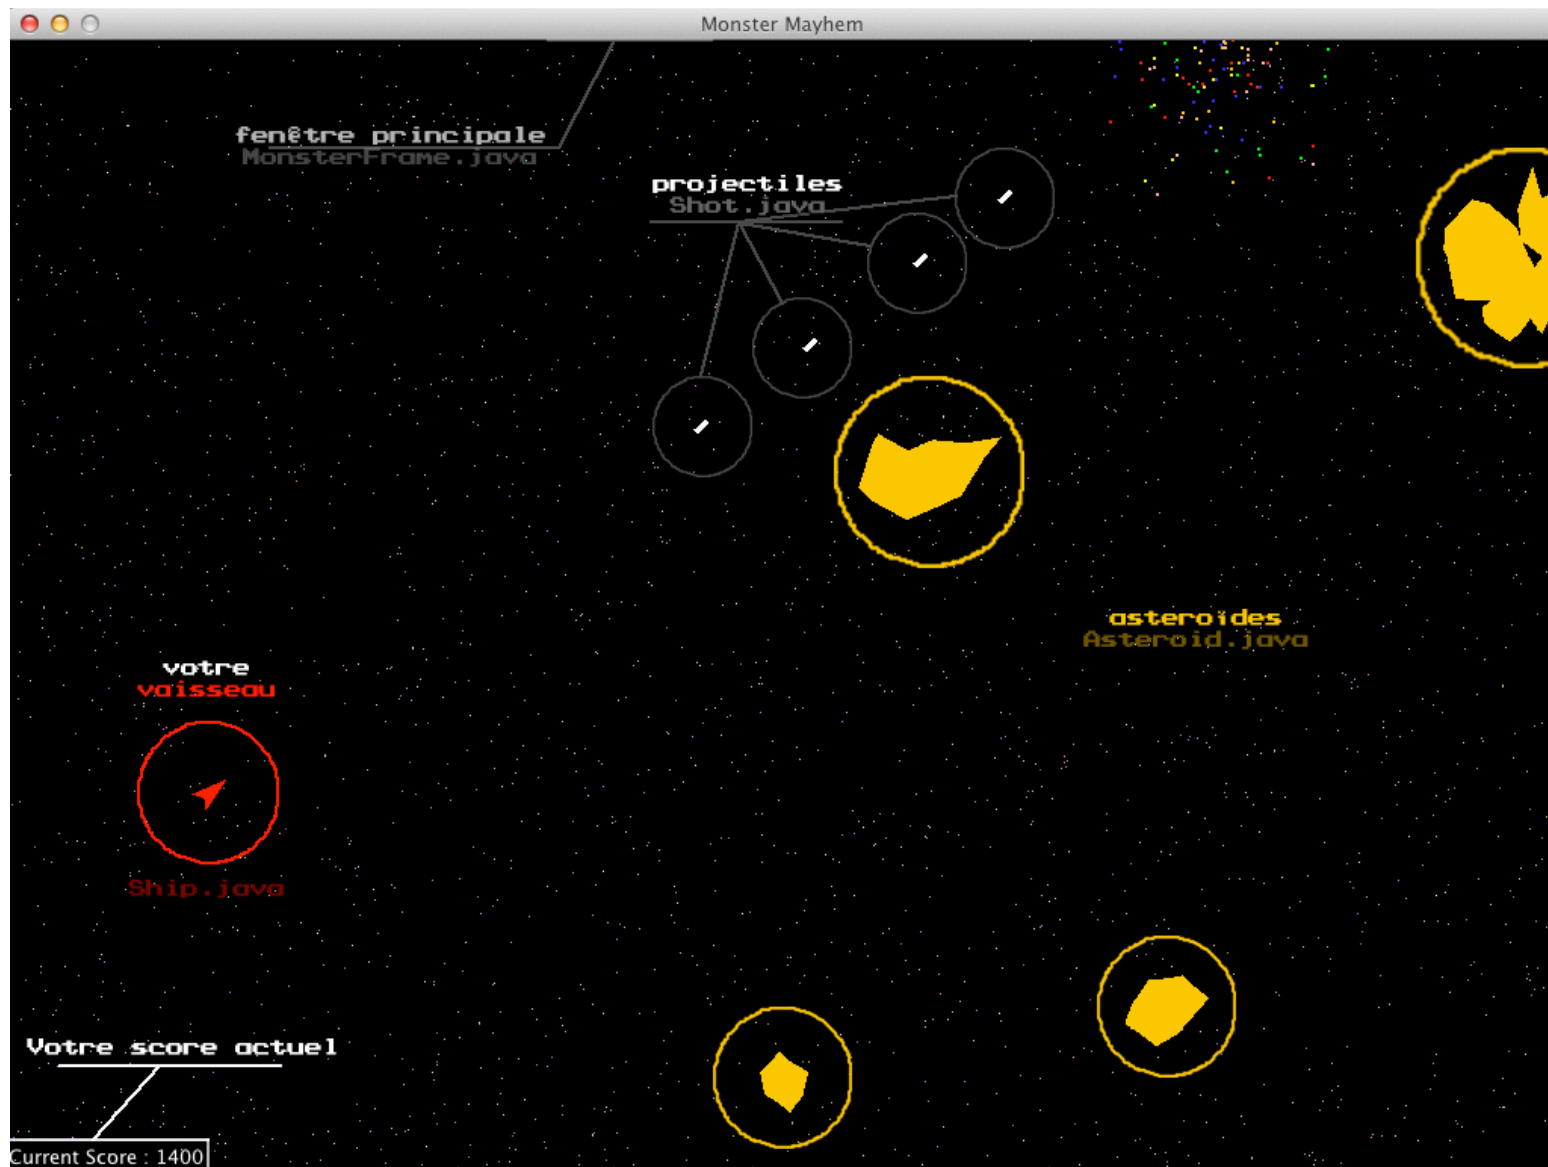 Monster Mayhem
fenêtre principale
MonsterFrame.java
projectiles
Shot.java
asteroïdes
Asteroid.java
votre
vaisseau
Ship.java
Votre score actuel
Current Score : 1400